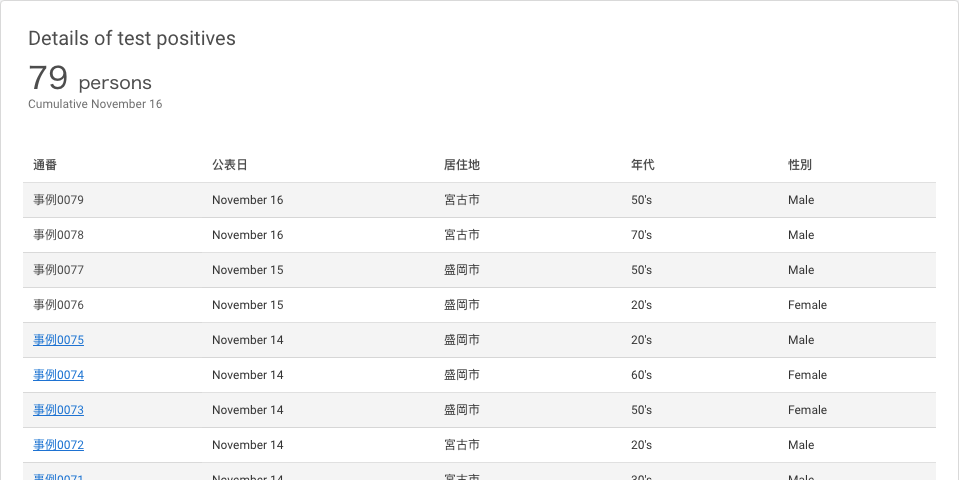 Details of test positives
79 persons
Cumulative November 16
通番 公表日 居住地 年代 性別
事例0079 November 16 宮古市 50's Male
事例0078 November 16 宮古市 70's Male
事例0077 November 15 盛岡市 50's Male
事例0076 November 15 盛岡市 20's Female
事例0075 November 14 盛岡市 20's Male
事例0074 November 14 盛岡市 60's Female
事例0073 November 14 盛岡市 50's Female
事例0072 November 14 宮古市 20's Male
事例0071 November 14 宮古市 30's Male